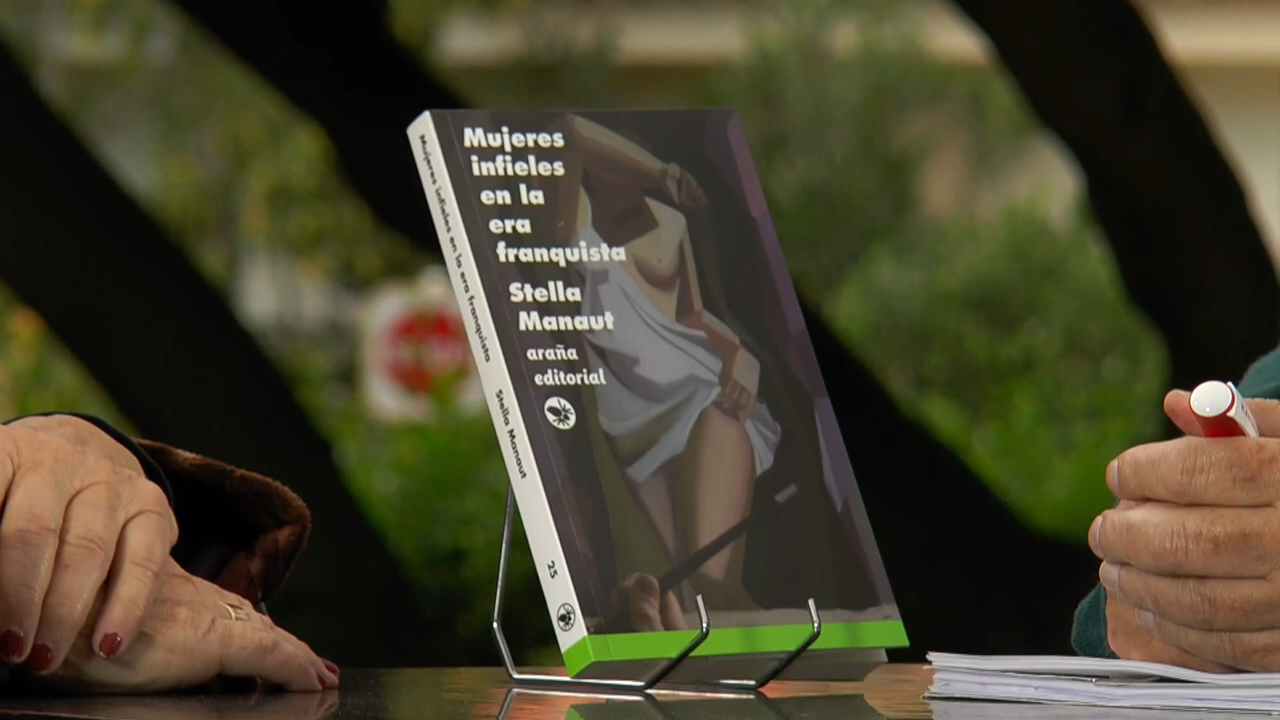 Mujeres
infieles
en la
era
franquista
Stella
Manaut
araña
editorial
Mujeres infieles en la era franquista
Stella Manaut
25